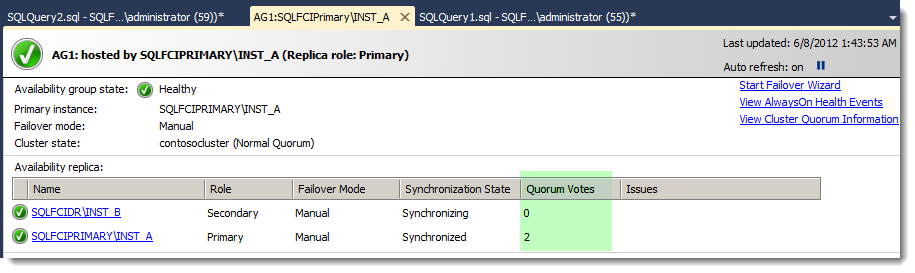 SQLQuery2.sql - SQLF...\administrator (59))* AG1:SQLFCIPrimary\INST_A SQLQuery1.sql - SQLF...\administrator (55))*
AG1: hosted by SQLFCIPRIMARY\INST_A (Replica role: Primary)
Last updated: 6/8/2012 1:43:53 AM
Auto refresh: on
Availability group state: Healthy
Primary instance: SQLFCIPRIMARY\INST_A
Failover mode: Manual
Cluster state: contosocluster (Normal Quorum)
Start Failover Wizard
View AlwaysOn Health Events
View Cluster Quorum Information
Availability replica:
Name Role Failover Mode Synchronization State Quorum Votes Issues
SQLFCIDR\INST_B Secondary Manual Synchronizing 0
SQLFCIPRIMARY\INST_A Primary Manual Synchronized 2